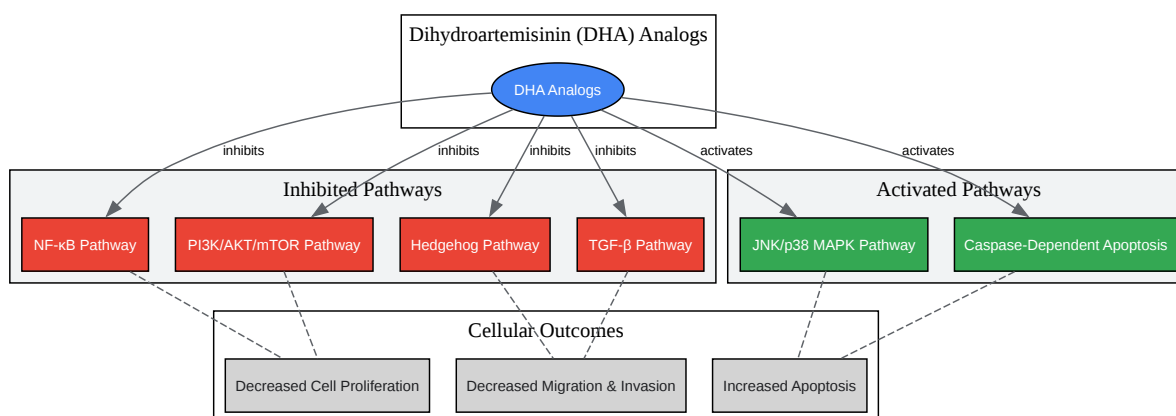 Dihydroartemisinin (DHA) Analogs
DHA Analogs
inhibits
inhibits
inhibits
inhibits
activates
activates
Inhibited Pathways
Activated Pathways
NF-κB Pathway
PI3K/AKT/mTOR Pathway
Hedgehog Pathway
TGF-β Pathway
JNK/p38 MAPK Pathway
Caspase-Dependent Apoptosis
Cellular Outcomes
Decreased Cell Proliferation
Decreased Migration & Invasion
Increased Apoptosis